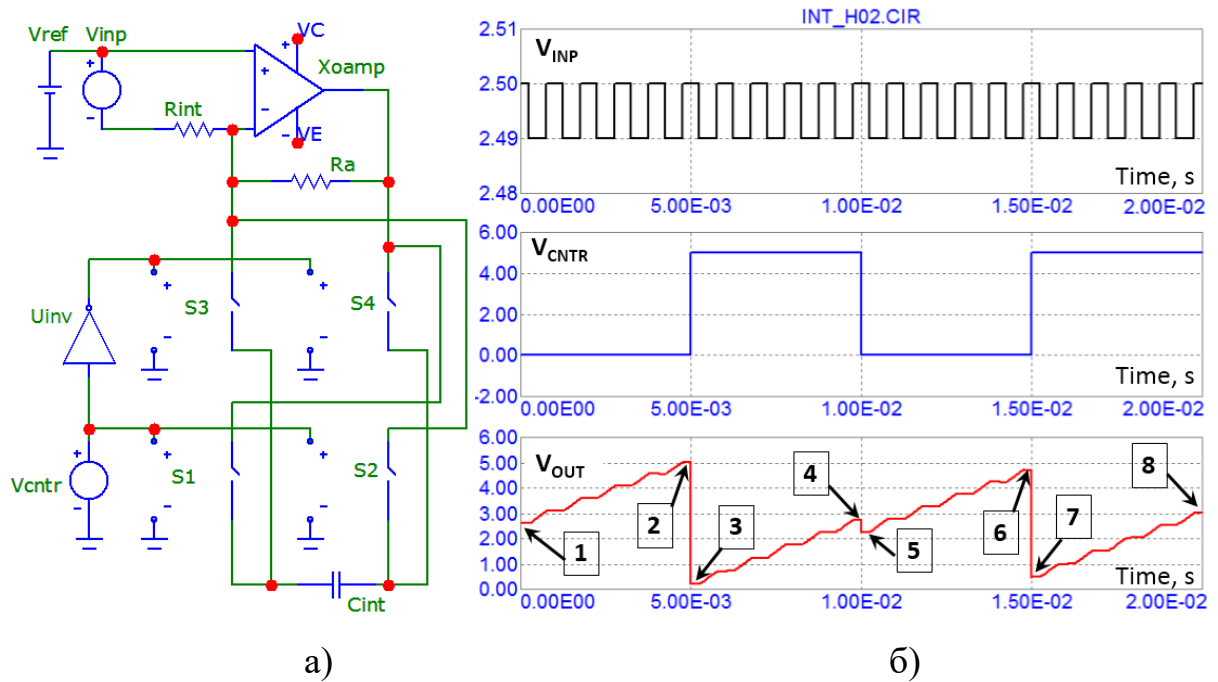 Vref
Vinp
VC
Xoamp
Rint
VE
Ra
S3
S4
Uinv
S1
S2
Vcntr
Cint
а)
INT_H02.CIR
2.51
V_INP
2.50
2.49
Time, s
2.48
0.00E00 5.00E-03 1.00E-02 1.50E-02 2.00E-02
6.00
V_CNTR
4.00
2.00
0.00
Time, s
-2.00
0.00E00 5.00E-03 1.00E-02 1.50E-02 2.00E-02
6.00
V_OUT
5.00
4.00
3.00
2.00
1.00
0.00
1
2
3
4
5
6
7
8
Time, s
0.00E00 5.00E-03 1.00E-02 1.50E-02 2.00E-02
б)